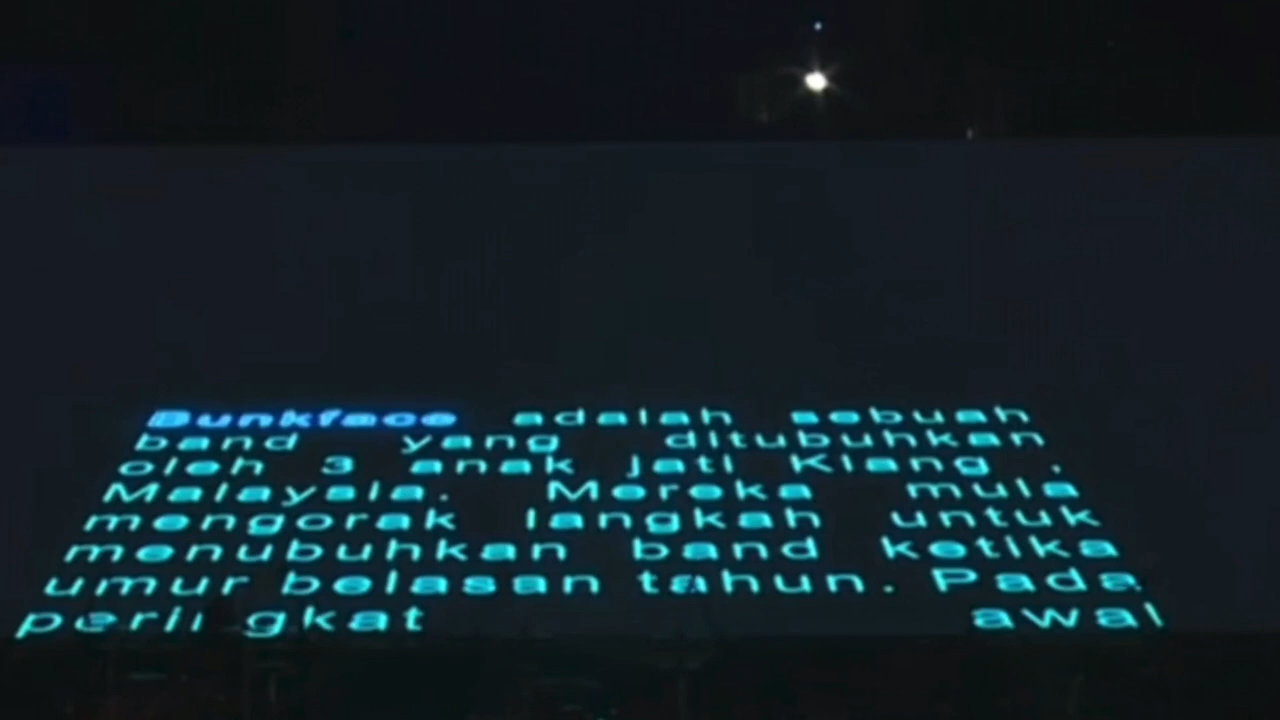 Bunkface adalah sebuah
band yang ditubuhkan
oleh 3 anak jati Klang .
Malaysia. Mereka mula
mengorak langkah untuk
menubuhkan band ketika
umur belasan tahun. Pada
peringkat awal